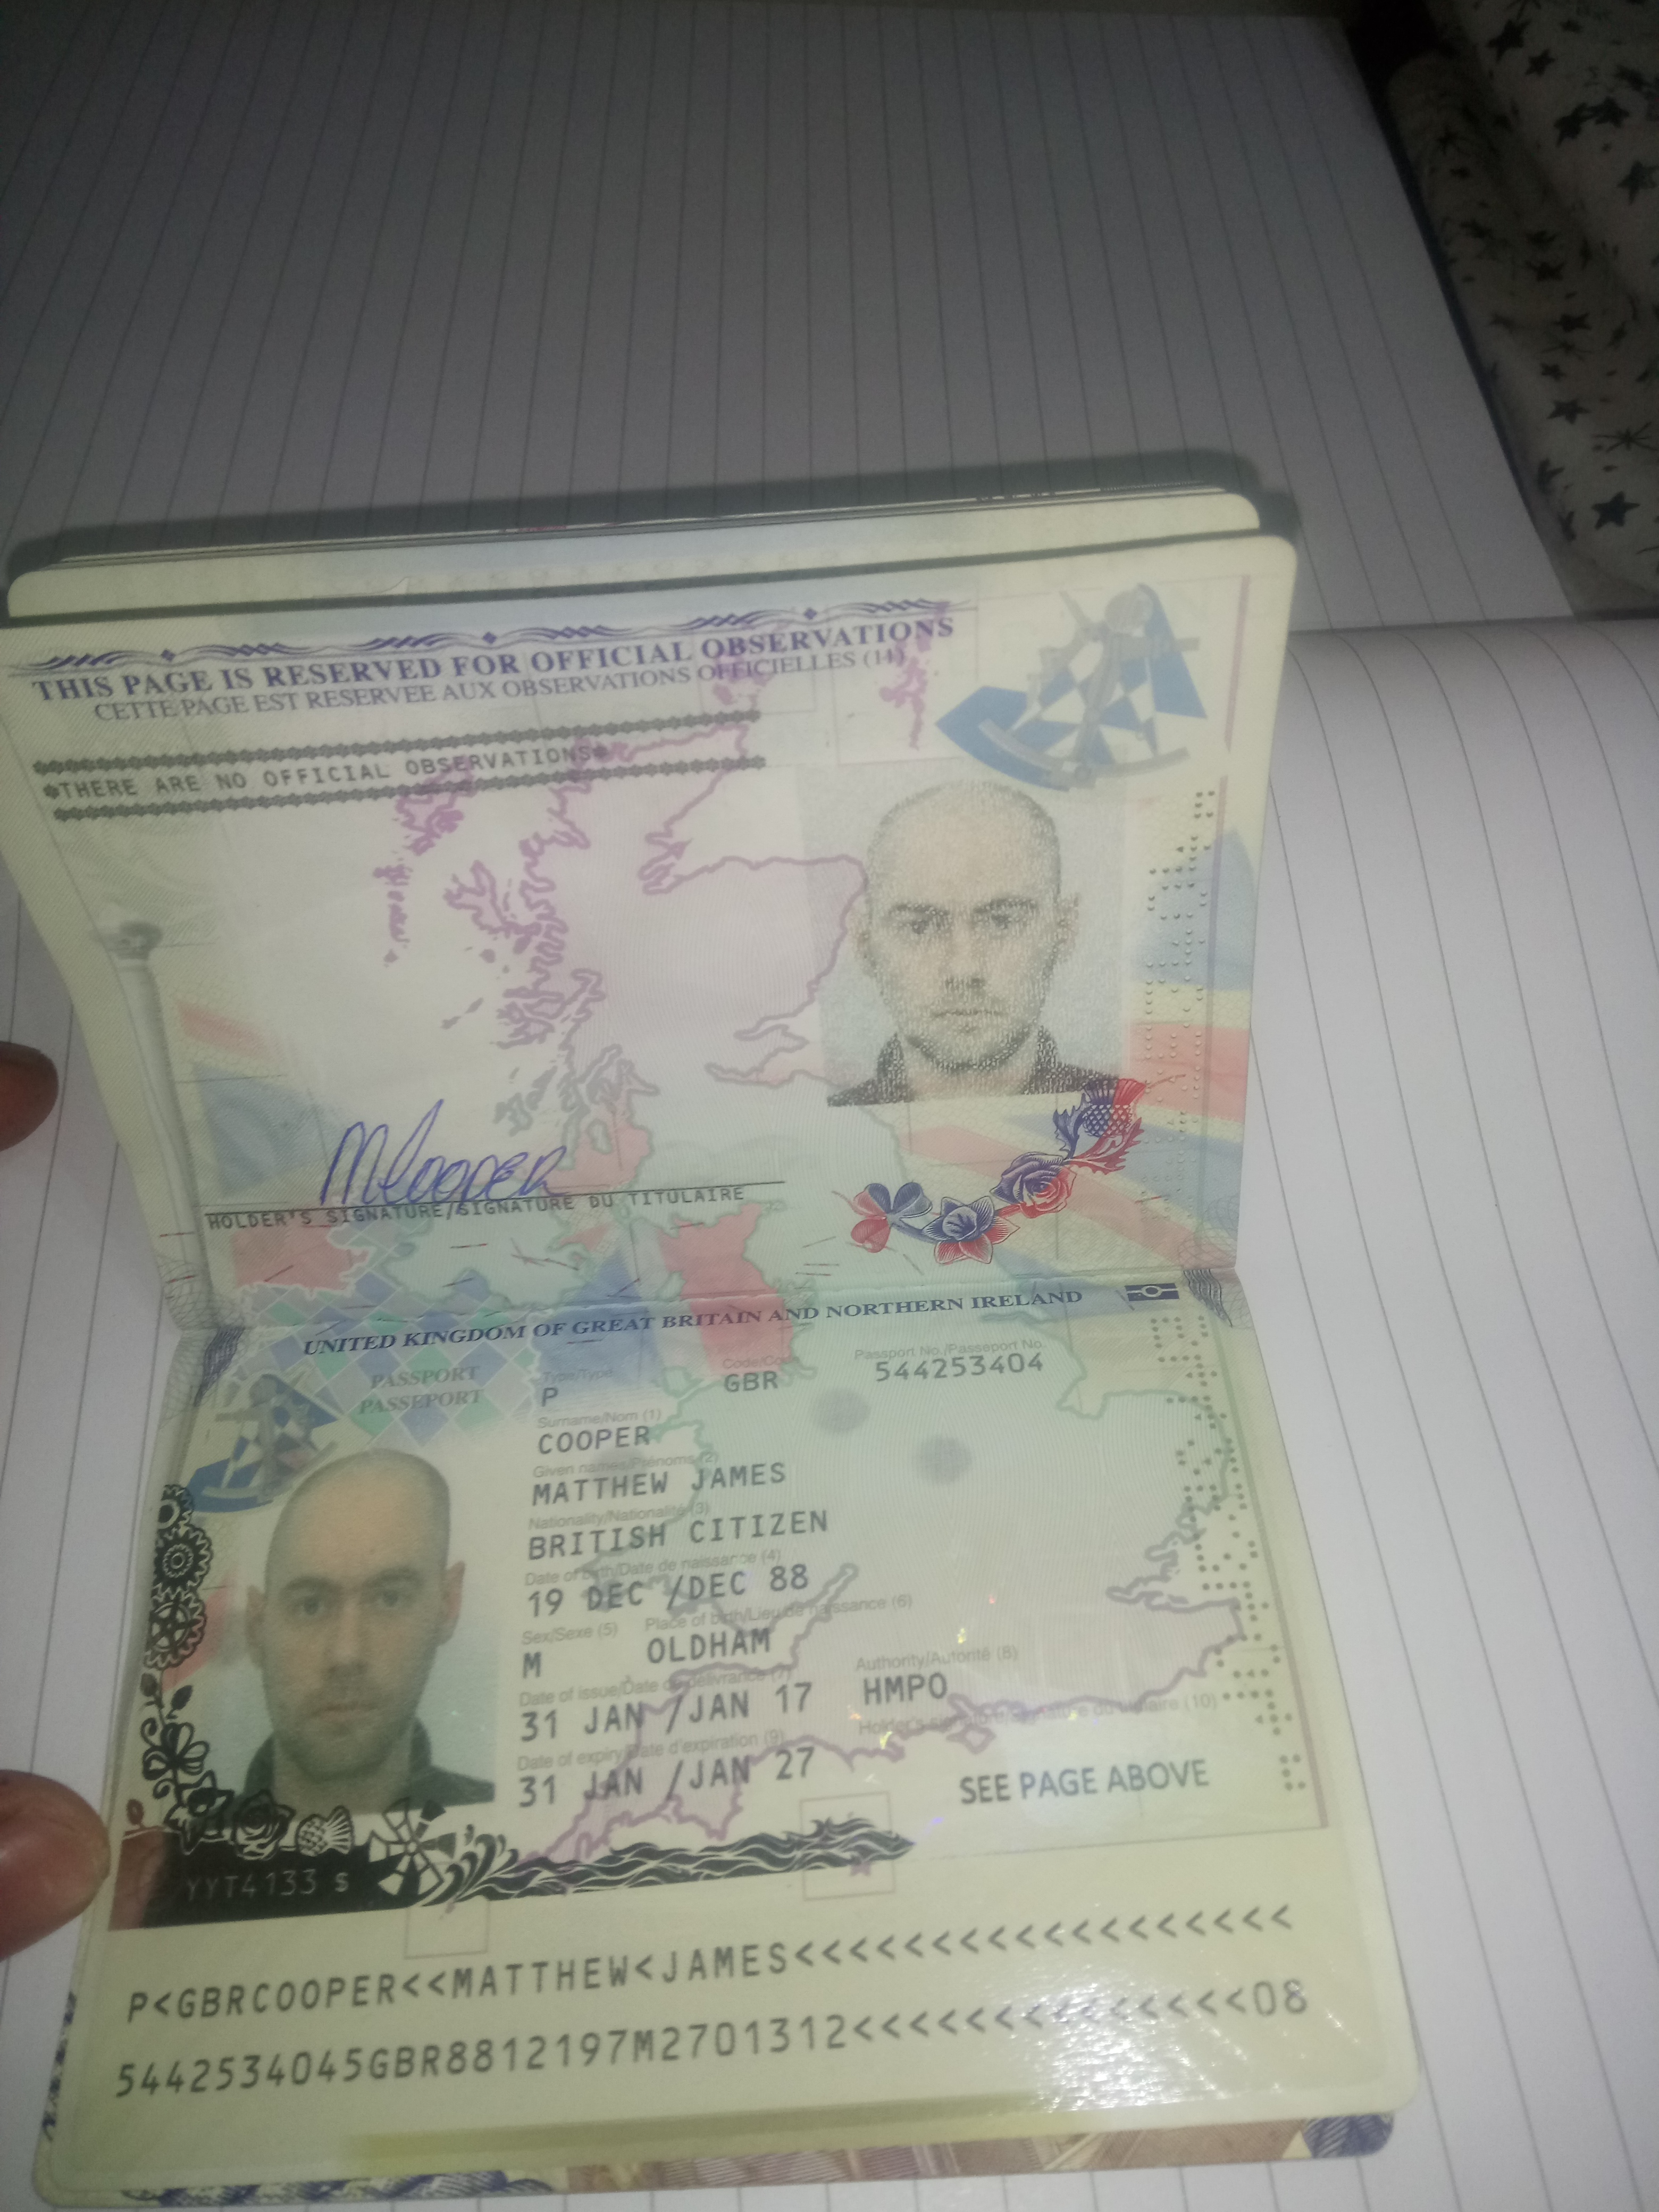 THIS PAGE IS RESERVED FOR OFFICIAL OBSERVATIONS
CETTE PAGE EST RESERVEE AUX OBSERVATIONS OFFICIELLES (11)
*THERE ARE NO OFFICIAL OBSERVATIONS*
M Cooper
HOLDER'S SIGNATURE/SIGNATURE DU TITULAIRE
UNITED KINGDOM OF GREAT BRITAIN AND NORTHERN IRELAND
PASSPORT
PASSEPORT
Type/Type
P
Code/Code
GBR
Passport No./Passeport No.
544253404
Surname/Nom (1)
COOPER
Given names/Prénoms (2)
MATTHEW JAMES
Nationality/Nationalité (3)
BRITISH CITIZEN
Date of birth/Date de naissance (4)
19 DEC /DEC 88
Sex/Sexe (5) Place of birth/Lieu de naissance (6)
M OLDHAM
Date of issue/Date de délivrance (7) Authority/Autorité (8)
31 JAN /JAN 17 HMPO
Date of expiry/Date d'expiration (9) Holder's signature/Signature du titulaire (10)
31 JAN /JAN 27
SEE PAGE ABOVE
YYT4133 S
P<GBRCOOPER<<MATTHEW<JAMES<<<<<<<<<<<<<<<<<<
5442534045GBR8812197M2701312<<<<<<<<<<<<<<08